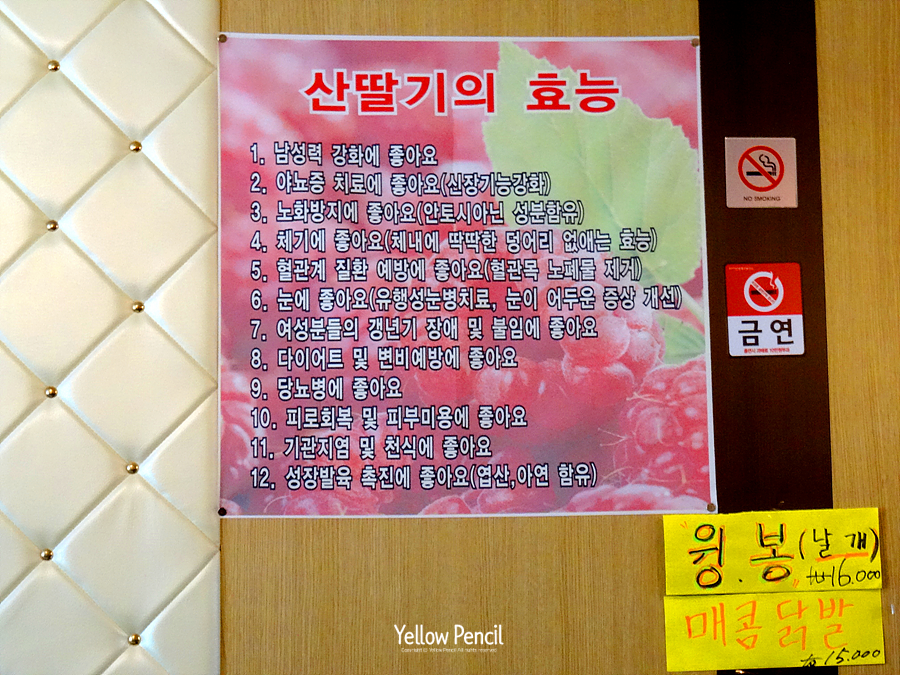 산딸기의 효능
1. 남성력 강화에 좋아요
2. 야뇨증 치료에 좋아요(신장기능강화)
3. 노화방지에 좋아요(안토시아닌 성분함유)
4. 체기에 좋아요(체내에 딱딱한 덩어리 없애는 효능)
5. 혈관계 질환 예방에 좋아요(혈관목 노폐물 제거)
6. 눈에 좋아요(유행성눈병치료, 눈이 어두운 증상 개선)
7. 여성분들의 갱년기 장애 및 불임에 좋아요
8. 다이어트 및 변비예방에 좋아요
9. 당뇨병에 좋아요
10. 피로회복 및 피부미용에 좋아요
11. 기관지염 및 천식에 좋아요
12. 성장발육 촉진에 좋아요(엽산,아연 함유)
NO SMOKING
금연
"윙.봉"(날개)
₩16.000
매콤닭발
₩15.000
Yellow Pencil